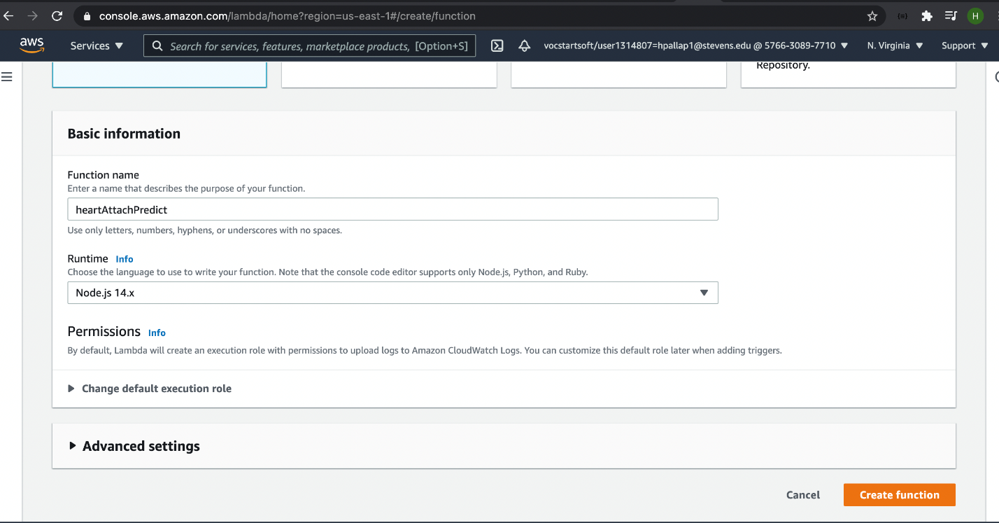 console.aws.amazon.com/lambda/home?region=us-east-1#/create/function
H
aws Services ▼ Search for services, features, marketplace products, [Option+S] vocstartsoft/user1314807=hpallap1@stevens.edu @ 5766-3089-7710 ▼ N. Virginia ▼ Support ▼
Repository.
Basic information
Function name
Enter a name that describes the purpose of your function.
heartAttachPredict
Use only letters, numbers, hyphens, or underscores with no spaces.
Runtime Info
Choose the language to use to write your function. Note that the console code editor supports only Node.js, Python, and Ruby.
Node.js 14.x
Permissions Info
By default, Lambda will create an execution role with permissions to upload logs to Amazon CloudWatch Logs. You can customize this default role later when adding triggers.
Change default execution role
Advanced settings
Cancel Create function